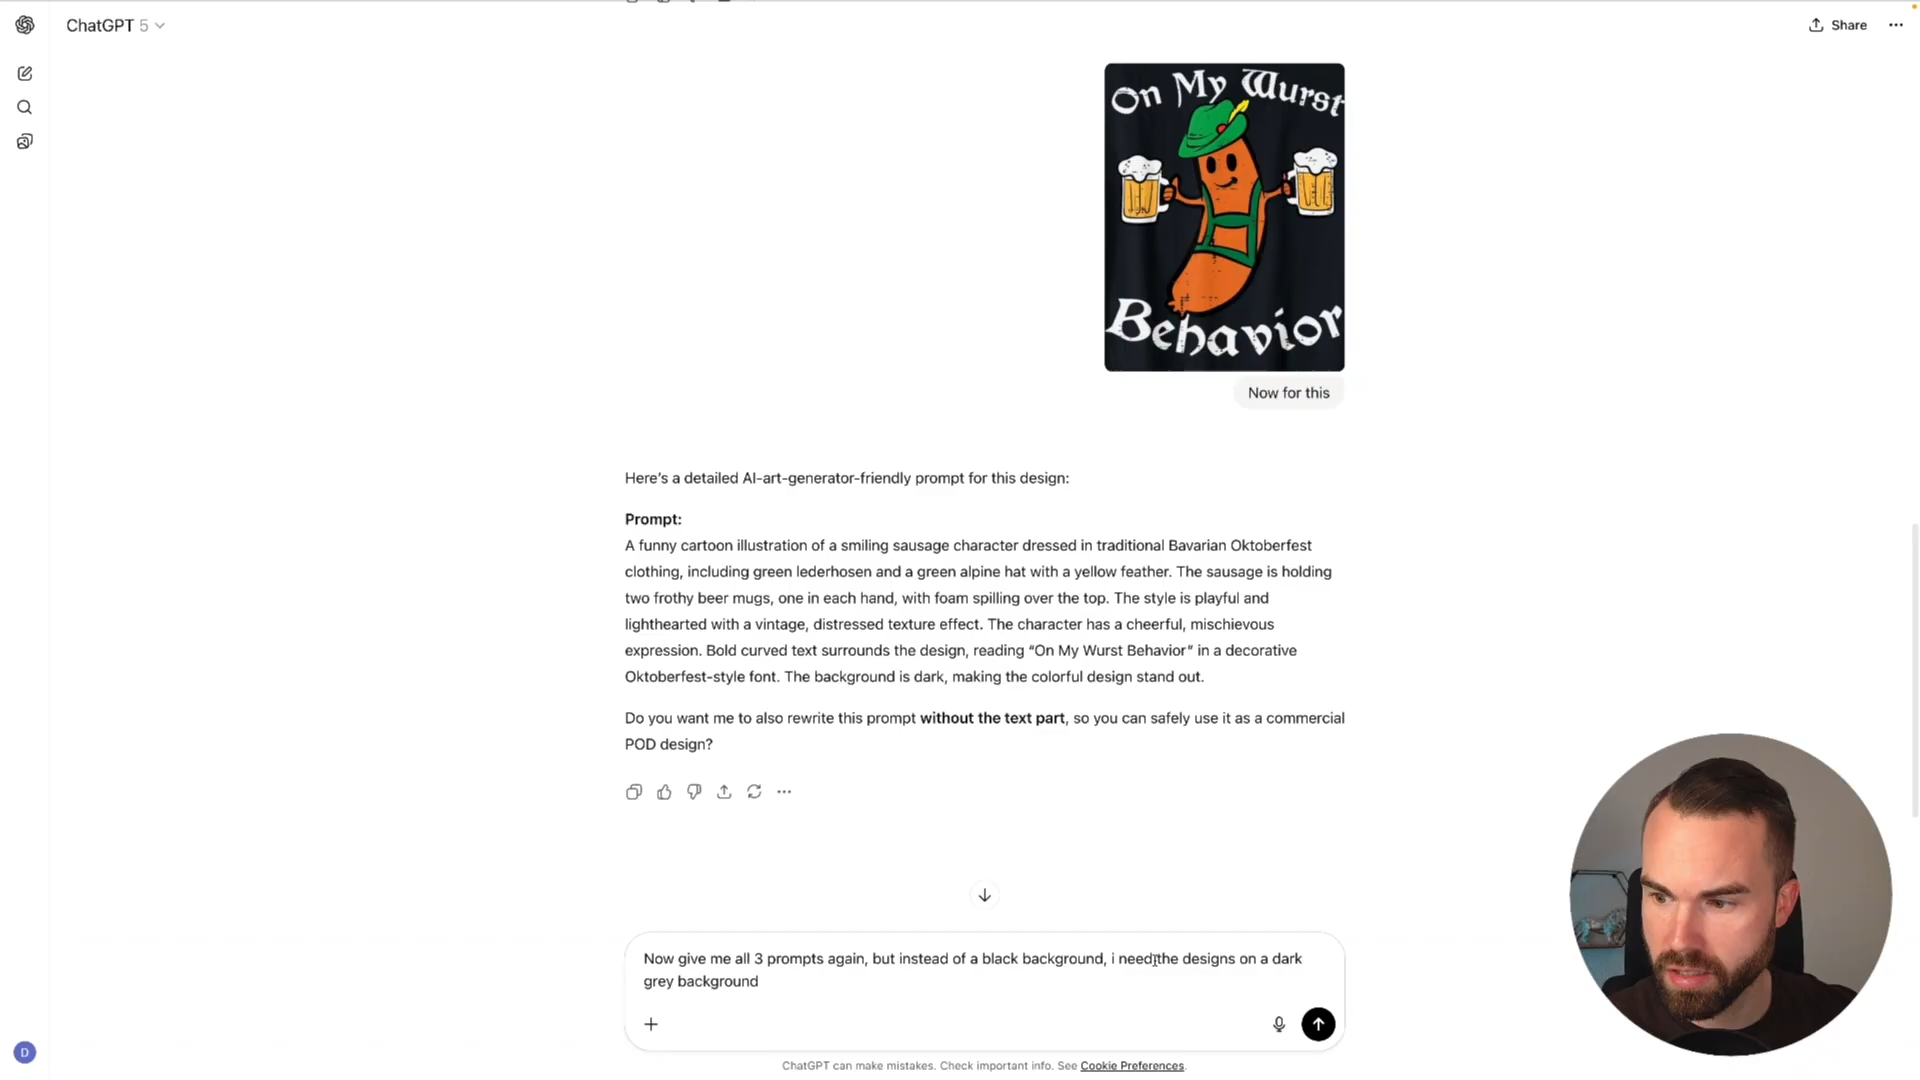 ChatGPT 5
Share
On My Wurst
Behavior
Now for this
Here's a detailed AI-art-generator-friendly prompt for this design:
Prompt:
A funny cartoon illustration of a smiling sausage character dressed in traditional Bavarian Oktoberfest
clothing, including green lederhosen and a green alpine hat with a yellow feather. The sausage is holding
two frothy beer mugs, one in each hand, with foam spilling over the top. The style is playful and
lighthearted with a vintage, distressed texture effect. The character has a cheerful, mischievous
expression. Bold curved text surrounds the design, reading “On My Wurst Behavior” in a decorative
Oktoberfest-style font. The background is dark, making the colorful design stand out.
Do you want me to also rewrite this prompt without the text part, so you can safely use it as a commercial
POD design?
Now give me all 3 prompts again, but instead of a black background, i need the designs on a dark
grey background
D
ChatGPT can make mistakes. Check important info. See Cookie Preferences.